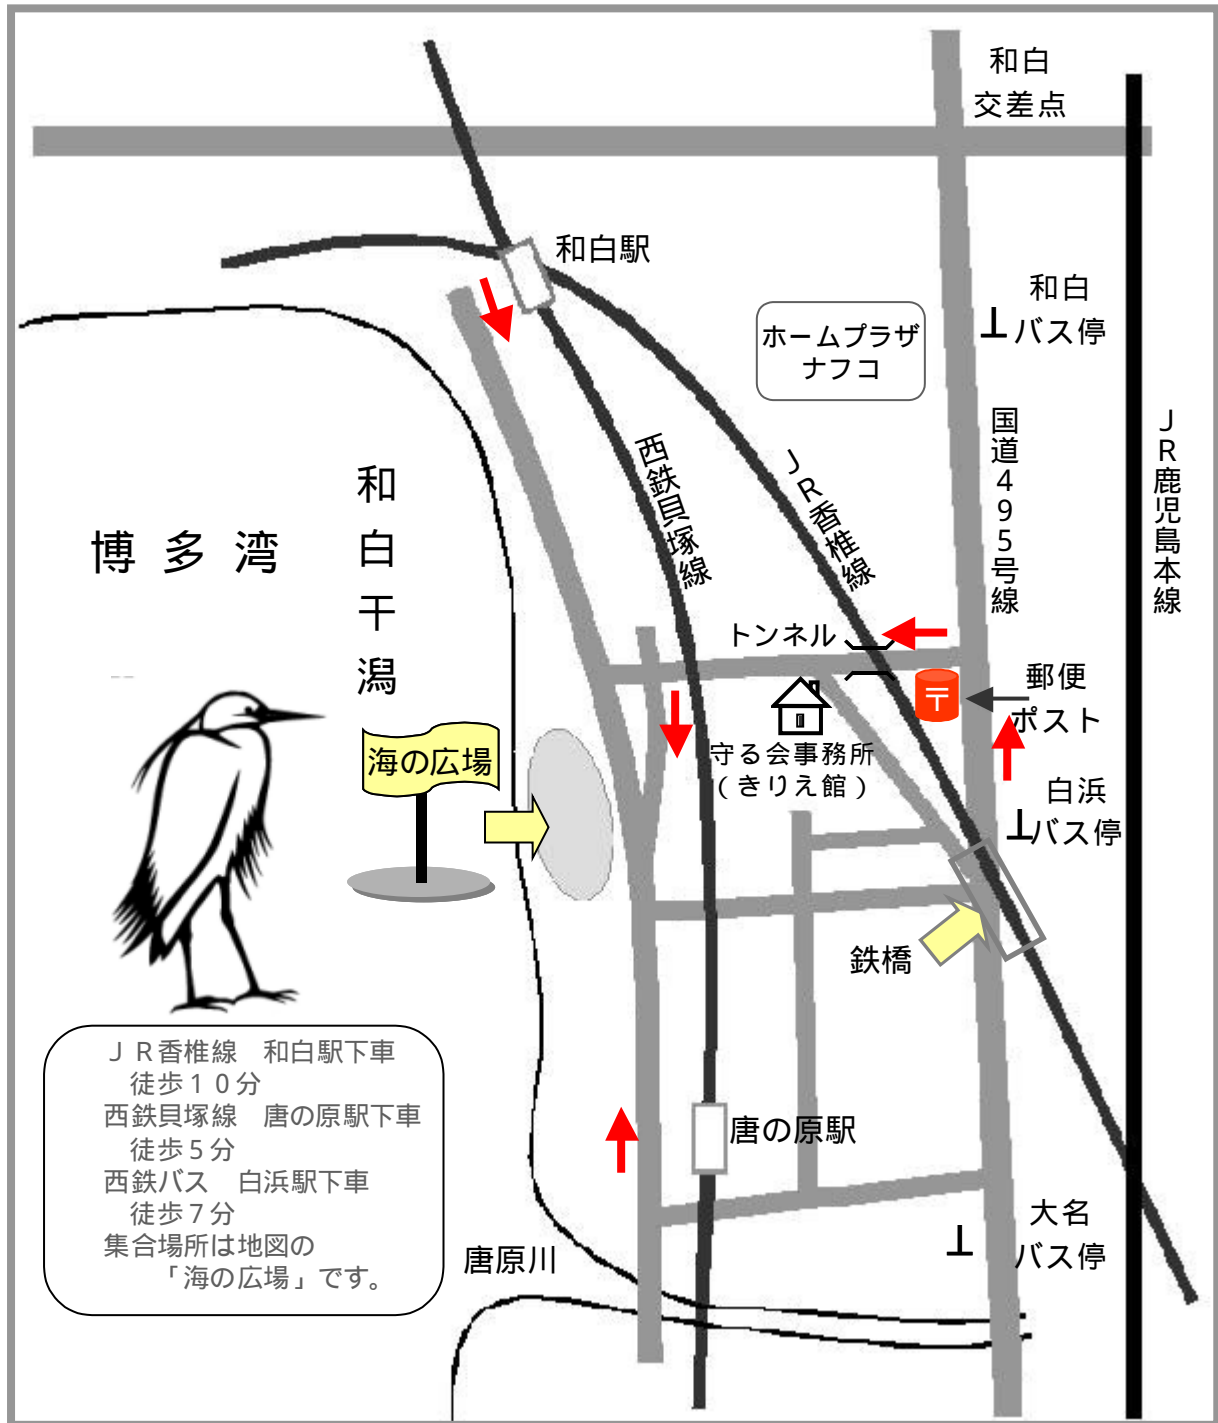 和白
交差点
和白駅
和白
バス停
ホームプラザ
ナフコ
国道495号線
JR鹿児島本線
西鉄貝塚線
JR香椎線
博多湾
和白干潟
トンネル
〒
郵便
ポスト
海の広場
守る会事務所
（きりえ館）
白浜
バス停
鉄橋
JR香椎線　和白駅下車
徒歩10分
西鉄貝塚線　唐の原駅下車
徒歩5分
西鉄バス　白浜駅下車
徒歩7分
集合場所は地図の
「海の広場」です。
唐の原駅
大名
バス停
唐原川